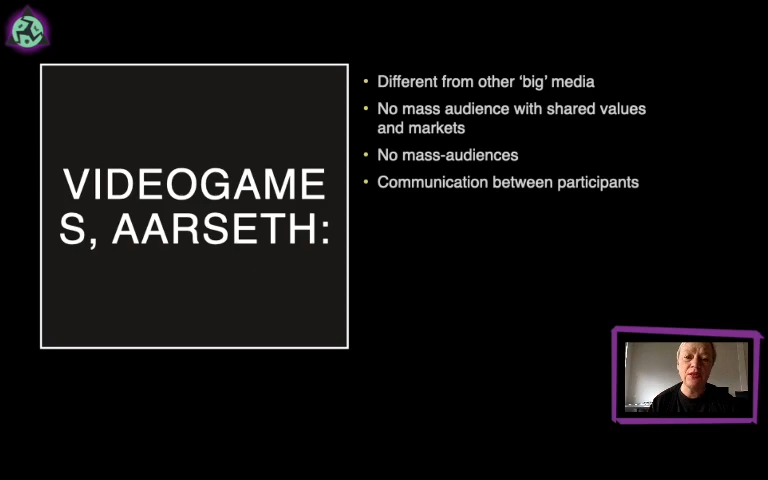 VIDEOGAME
S, AARSETH:
• Different from other ‘big’ media
• No mass audience with shared values
and markets
• No mass-audiences
• Communication between participants